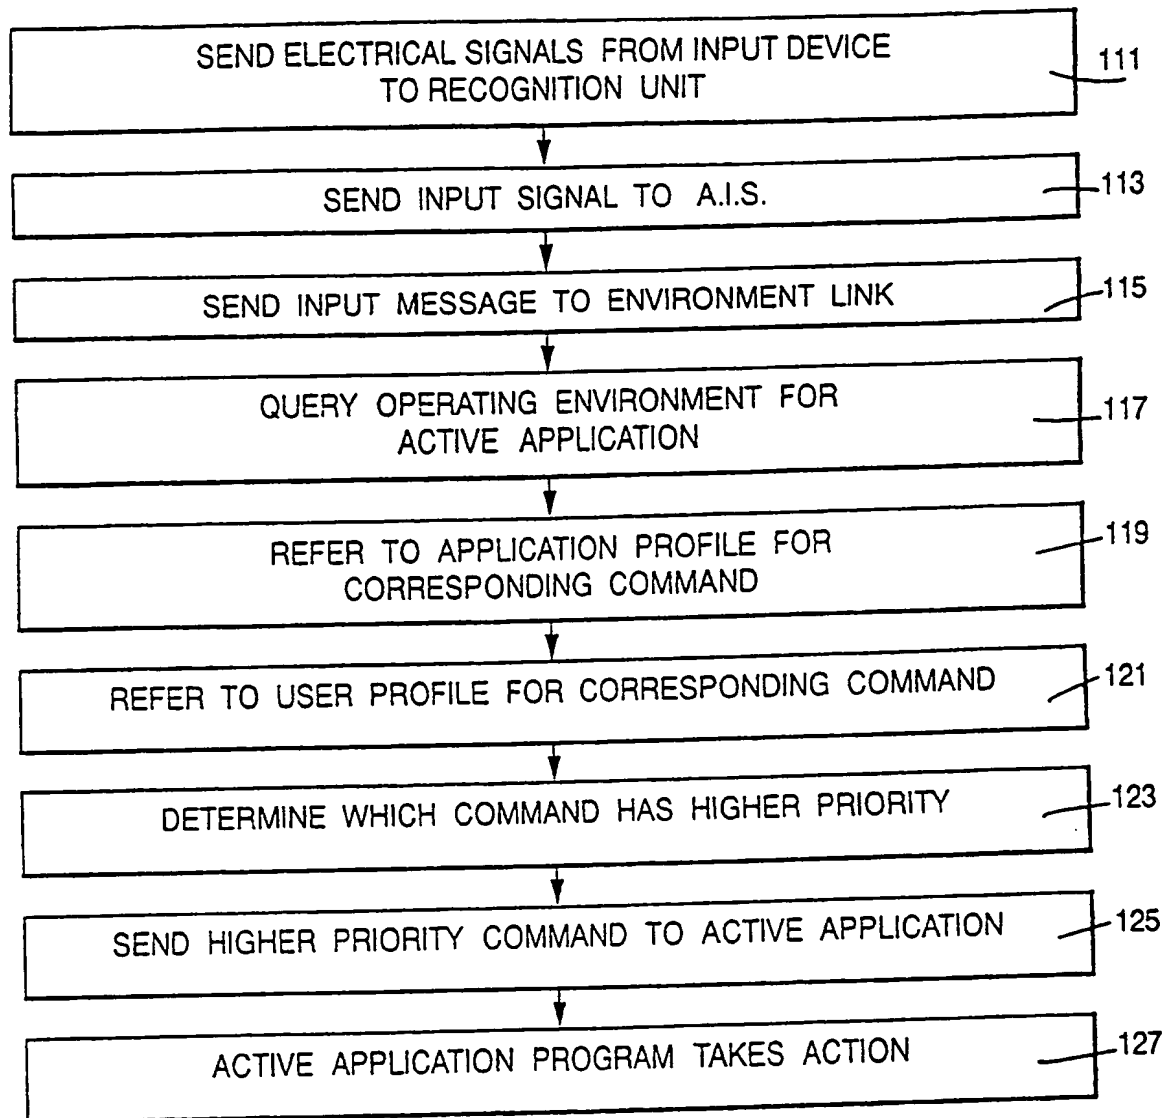 SEND ELECTRICAL SIGNALS FROM INPUT DEVICE
TO RECOGNITION UNIT
111
SEND INPUT SIGNAL TO A.I.S.
113
SEND INPUT MESSAGE TO ENVIRONMENT LINK
115
QUERY OPERATING ENVIRONMENT FOR
ACTIVE APPLICATION
117
REFER TO APPLICATION PROFILE FOR
CORRESPONDING COMMAND
119
REFER TO USER PROFILE FOR CORRESPONDING COMMAND
121
DETERMINE WHICH COMMAND HAS HIGHER PRIORITY
123
SEND HIGHER PRIORITY COMMAND TO ACTIVE APPLICATION
125
ACTIVE APPLICATION PROGRAM TAKES ACTION
127